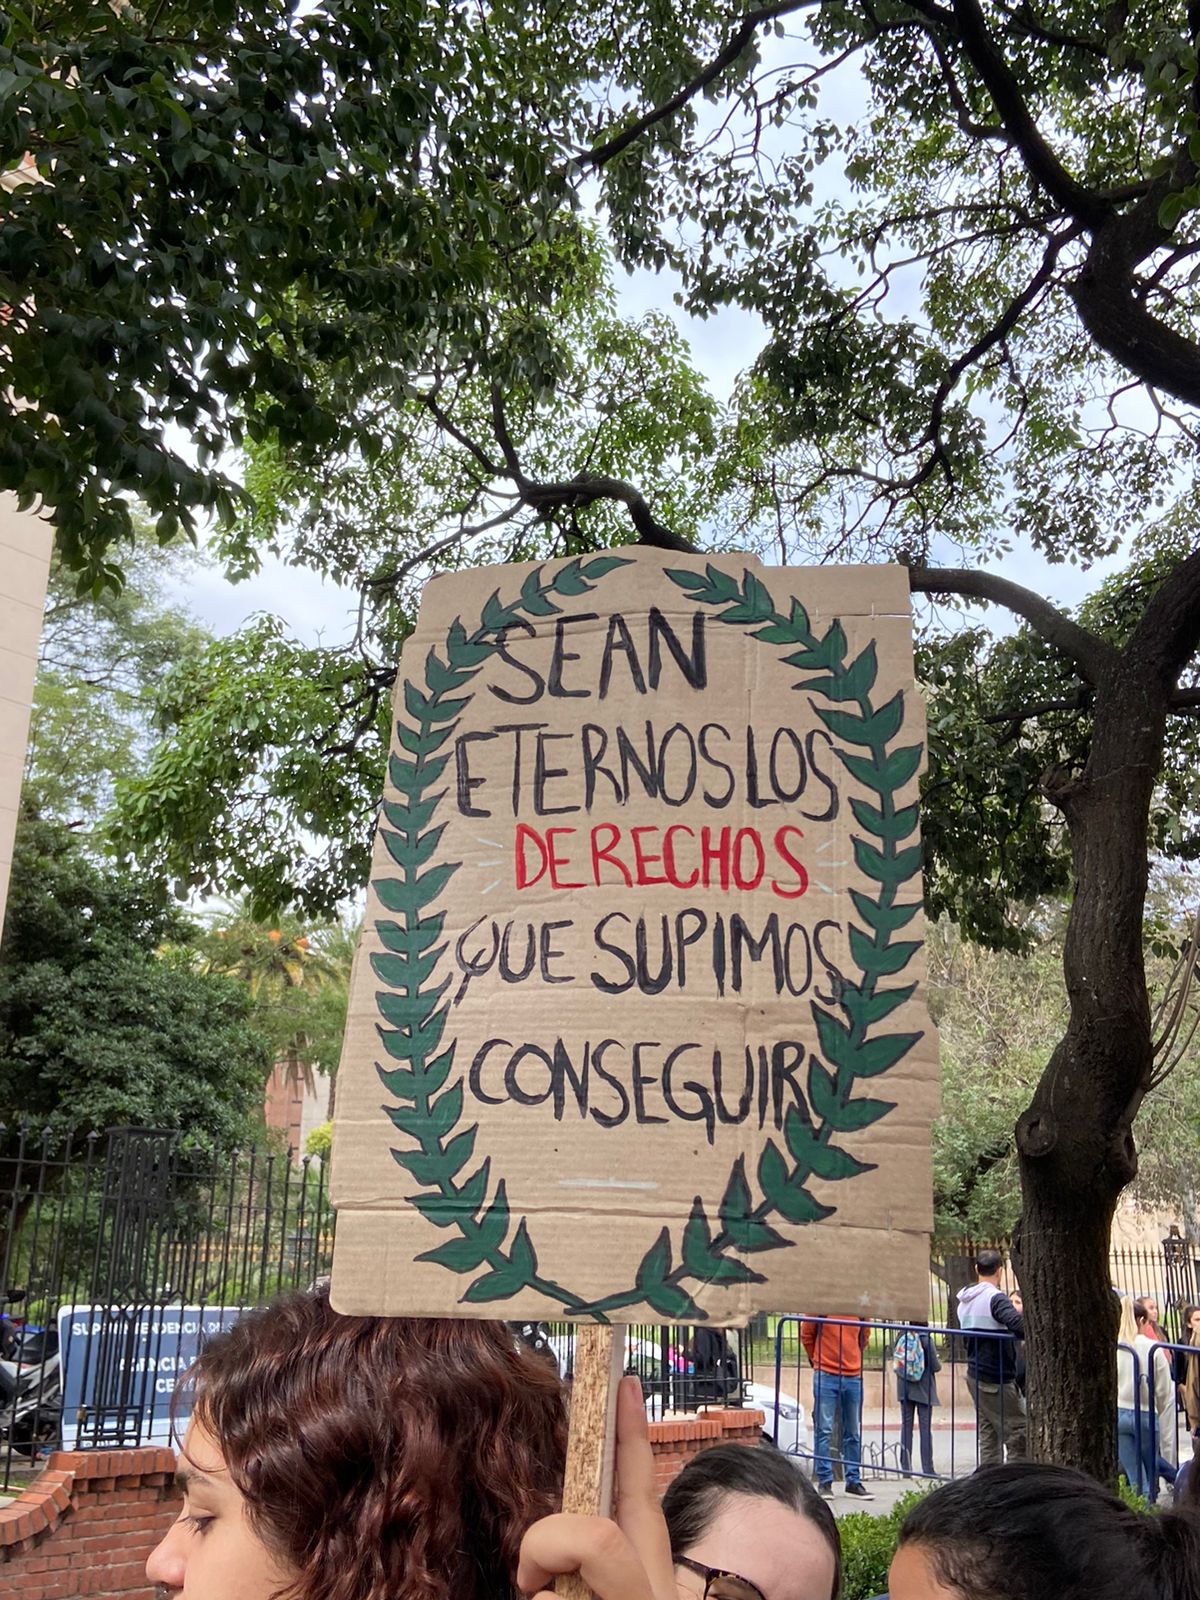 SEAN
ETERNOS LOS
DERECHOS
QUE SUPIMOS
CONSEGUIR